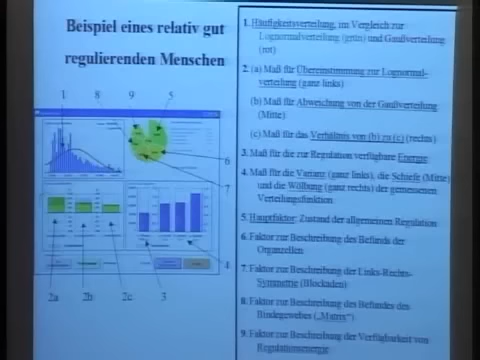 Beispiel eines relativ gut
regulierenden Menschen
1
8
9
5
6
7
4
2a
2b
2c
3
1. Häufigkeitsverteilung, im Vergleich zur
Lognormalverteilung (grün) und Gaußverteilung
(rot)
2. (a) Maß für Übereinstimmung zur Lognormal-
verteilung (ganz links)
(b) Maß für Abweichung von der Gaußverteilung
(Mitte)
(c) Maß für das Verhältnis von (b) zu (c) (rechts)
3. Maß für die zur Regulation verfügbare Energie
4. Maß für die Varianz (ganz links), die Schiefe (Mitte)
und die Wölbung (ganz rechts) der gemessenen
Verteilungsfunktion
5. Hauptfaktor: Zustand der allgemeinen Regulation
6. Faktor zur Beschreibung des Befunds der
Organzellen
7. Faktor zur Beschreibung der Links-Rechts-
Symmetrie (Blockaden)
8. Faktor zur Beschreibung des Befundes des
Bindegewebes („Matrix“)
9. Faktor zur Beschreibung der Verfügbarkeit von
Regulationsenergie